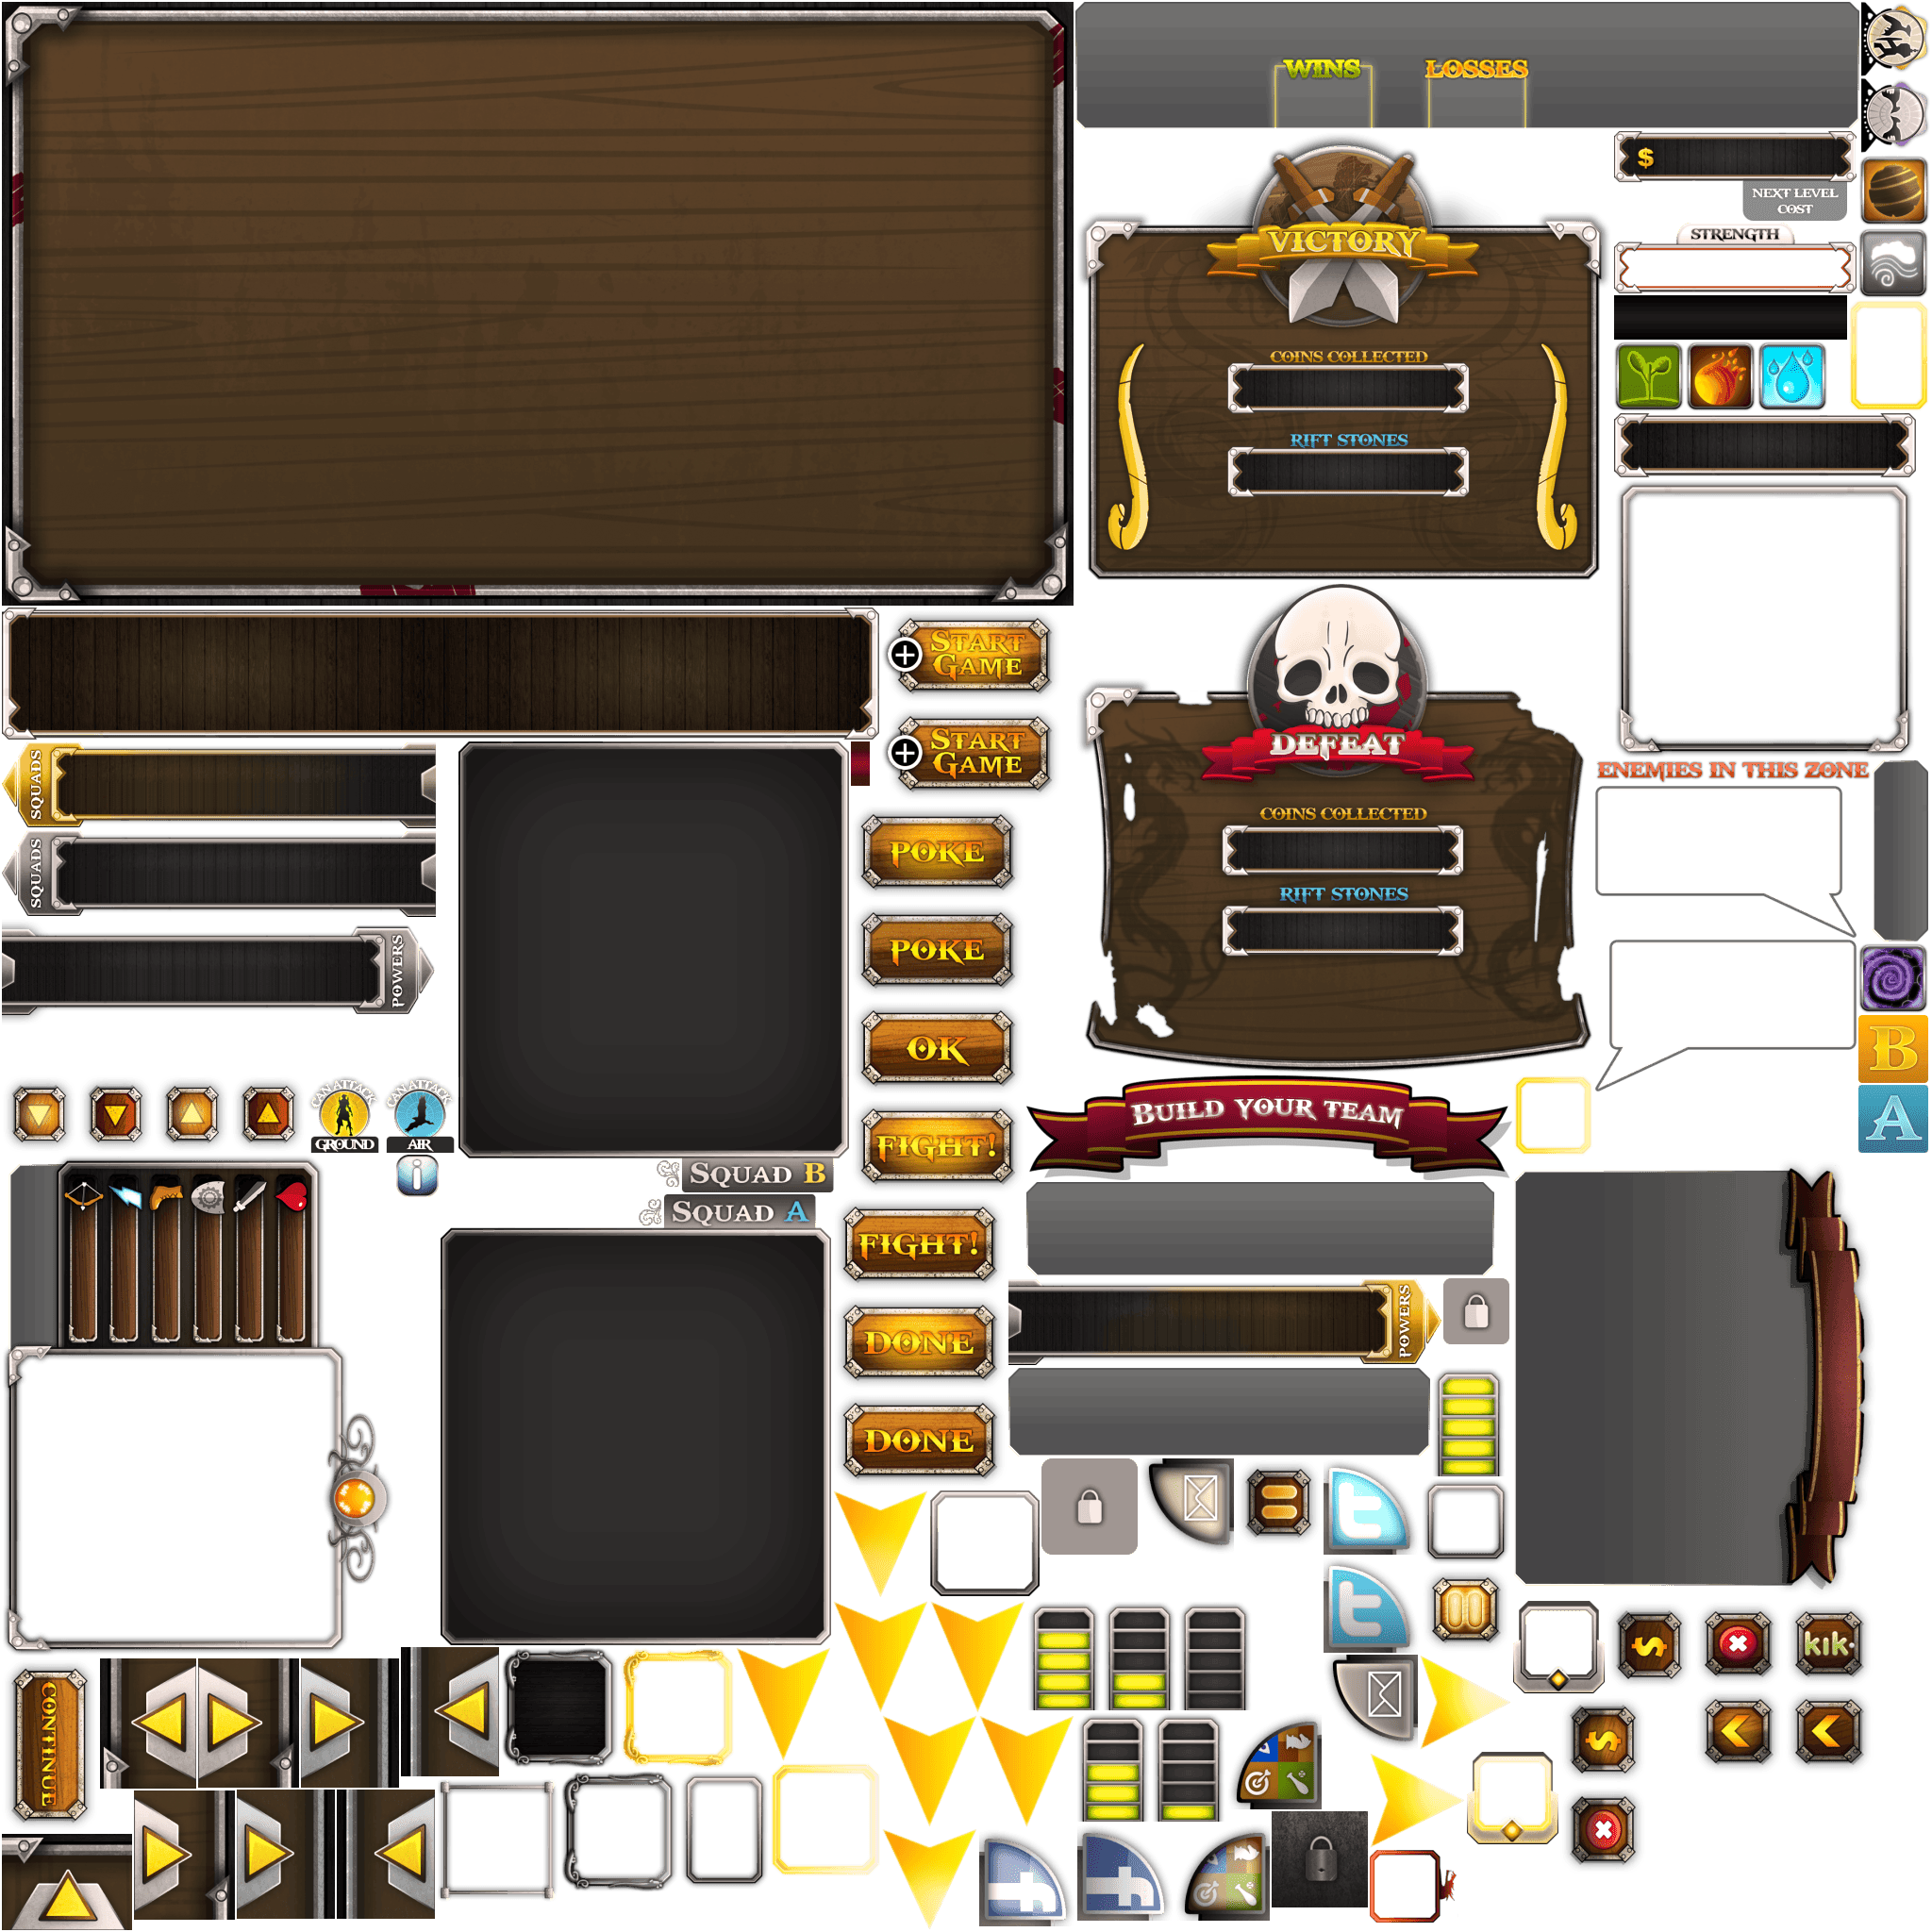 WINS
LOSSES
$
NEXT LEVEL
COST
STRENGTH
VICTORY
COINS COLLECTED
RIFT STONES
START
GAME
START
GAME
DEFEAT
COINS COLLECTED
RIFT STONES
ENEMIES IN THIS ZONE
SQUADS
SQUADS
POWERS
POKE
POKE
OK
FIGHT!
FIGHT!
DONE
DONE
B
A
CAN ATTACK
GROUND
CAN ATTACK
AIR
i
BUILD YOUR TEAM
SQUAD B
SQUAD A
POWERS
CONTINUE
$
kik
$